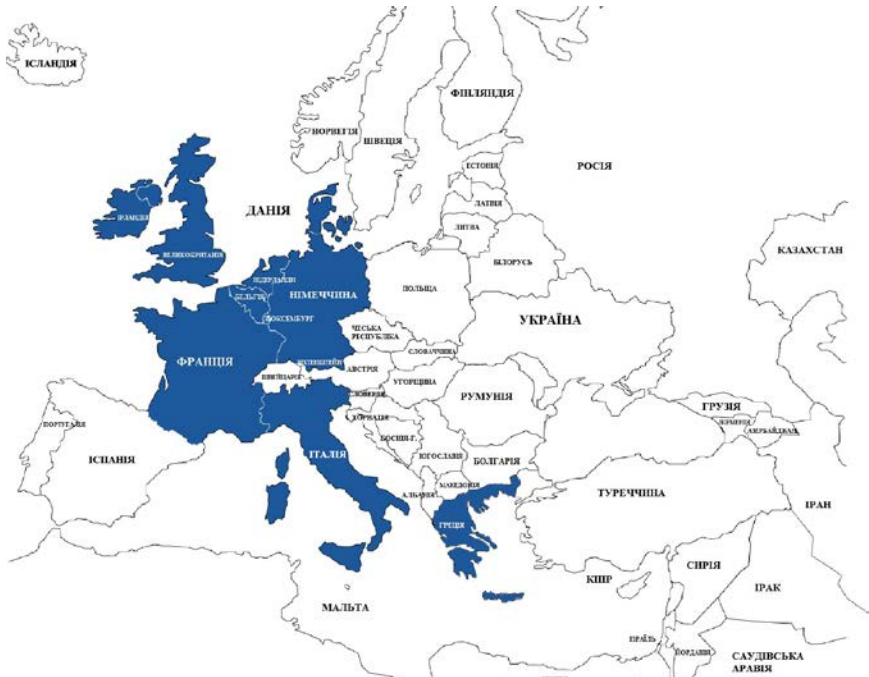 ІСЛАНДІЯ
ФІНЛЯНДІЯ
НОРВЕГІЯ
ШВЕЦІЯ
ЕСТОНІЯ
РОСІЯ
ЛАТВІЯ
ДАНІЯ
ІРЛАНДІЯ
ЛИТВА
КАЗАХСТАН
ВЕЛИКОБРИТАНІЯ
БІЛОРУСЬ
НІДЕРЛАНДИ
ПОЛЬЩА
БЕЛЬГІЯ
НІМЕЧЧИНА
ЛЮКСЕМБУРГ
УКРАЇНА
ЧЕСЬКА
РЕСПУБЛІКА
СЛОВАЧЧИНА
ФРАНЦІЯ
ЛІХТЕНШТЕЙН
АВСТРІЯ
ШВЕЙЦАРІЯ
УГОРЩИНА
СЛОВЕНІЯ
РУМУНІЯ
ГРУЗІЯ
ХОРВАТІЯ
ПОРТУГАЛІЯ
ВІРМЕНІЯ
АЗЕРБАЙДЖАН
БОСНІЯ-Г.
ІСПАНІЯ
ІТАЛІЯ
ЮГОСЛАВІЯ
БОЛГАРІЯ
МАКЕДОНІЯ
АЛБАНІЯ
ТУРЕЧЧИНА
ІРАН
ГРЕЦІЯ
СИРІЯ
КІПР
ІРАК
МАЛЬТА
ІЗРАЇЛЬ
ЙОРДАНІЯ
САУДІВСЬКА
АРАВІЯ